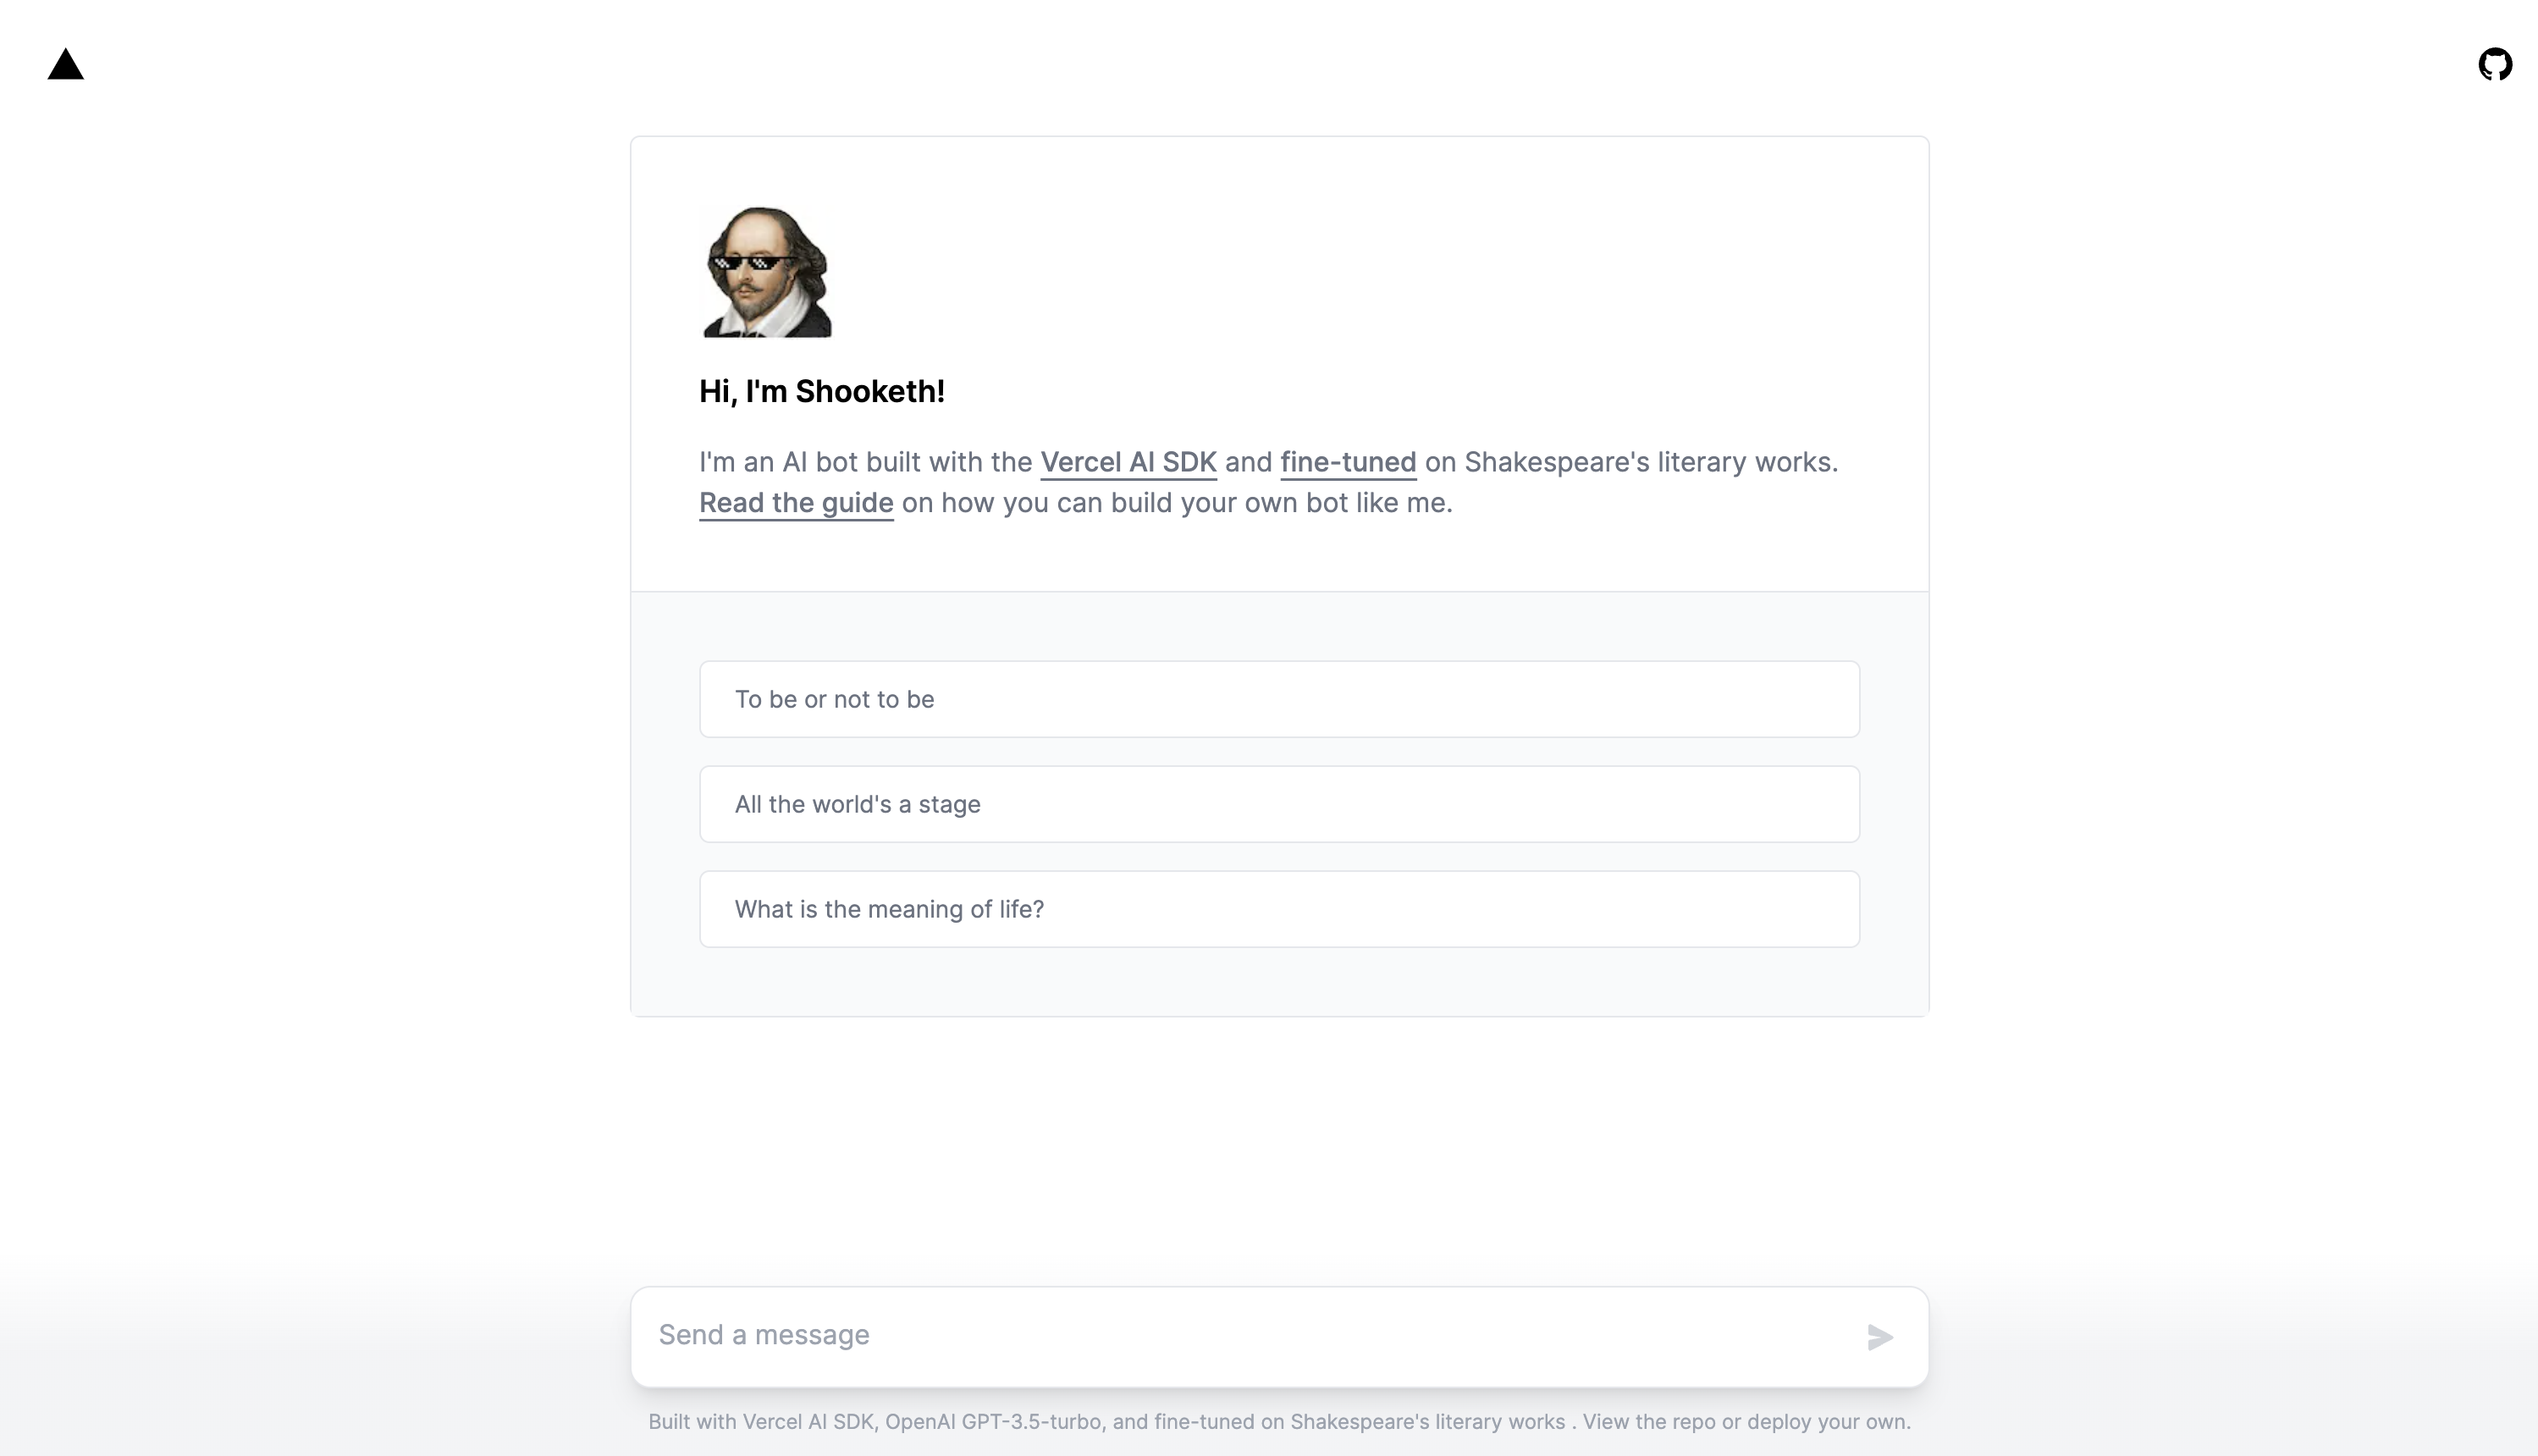 Hi, I'm Shooketh!
I'm an AI bot built with the Vercel AI SDK and fine-tuned on Shakespeare's literary works.
Read the guide on how you can build your own bot like me.
To be or not to be
All the world's a stage
What is the meaning of life?
Send a message
Built with Vercel AI SDK, OpenAI GPT-3.5-turbo, and fine-tuned on Shakespeare's literary works . View the repo or deploy your own.